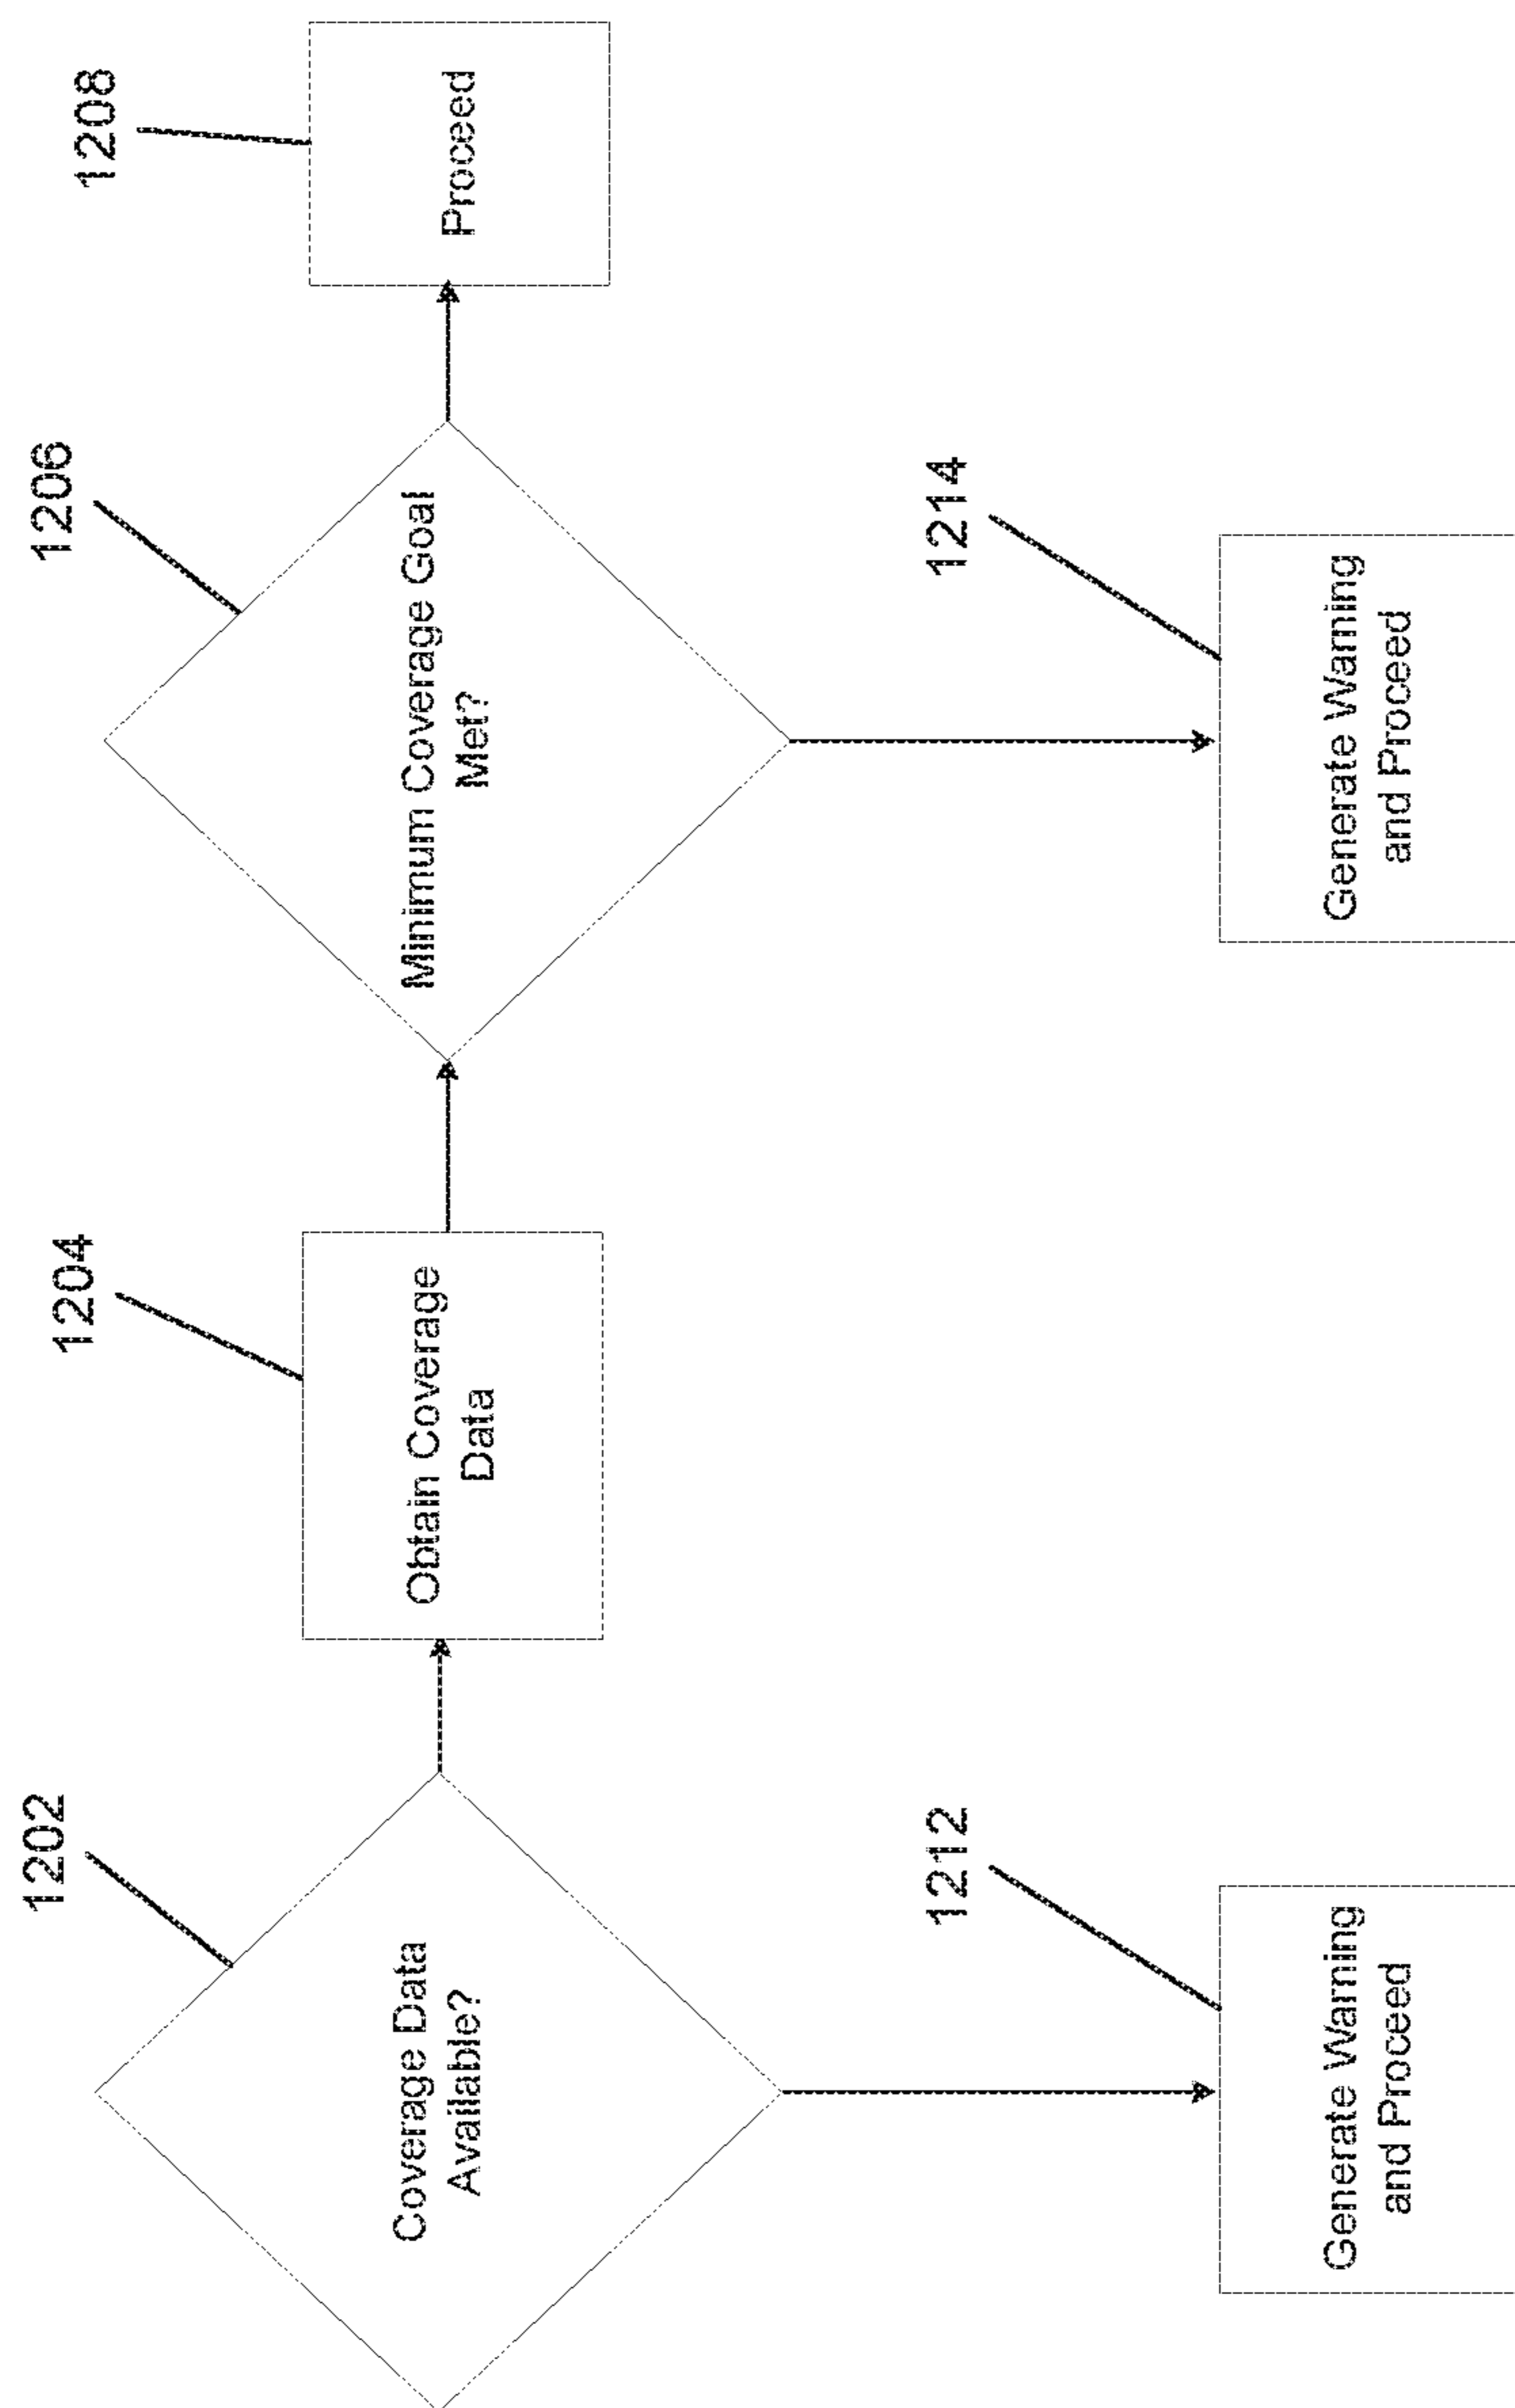 1202
Coverage Data
Available?
1204
Obtain Coverage
Data
1206
Minimum Coverage Goal
Met?
1208
Proceed
1212
Generate Warning
and Proceed
1214
Generate Warning
and Proceed